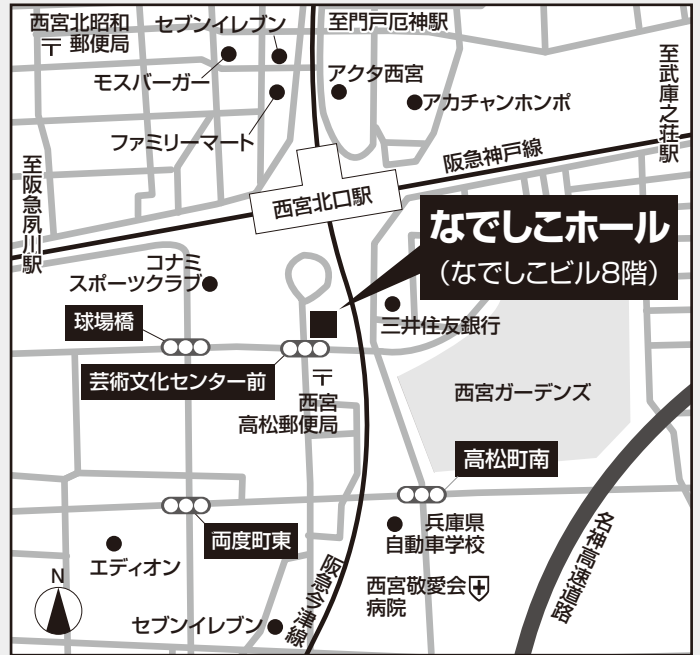 西宮北昭和
〒 郵便局
セブンイレブン
至門戸厄神駅
モスバーガー
アクタ西宮
アカチャンホンポ
至武庫之荘駅
ファミリーマート
阪急神戸線
至阪急夙川駅
西宮北口駅
なでしこホール
(なでしこビル8階)
コナミ
スポーツクラブ
三井住友銀行
球場橋
芸術文化センター前
〒
西宮
高松郵便局
西宮ガーデンズ
高松町南
両度町東
兵庫県
自動車学校
エディオン
阪急今津線
西宮敬愛会
病院
名神高速道路
N
セブンイレブン